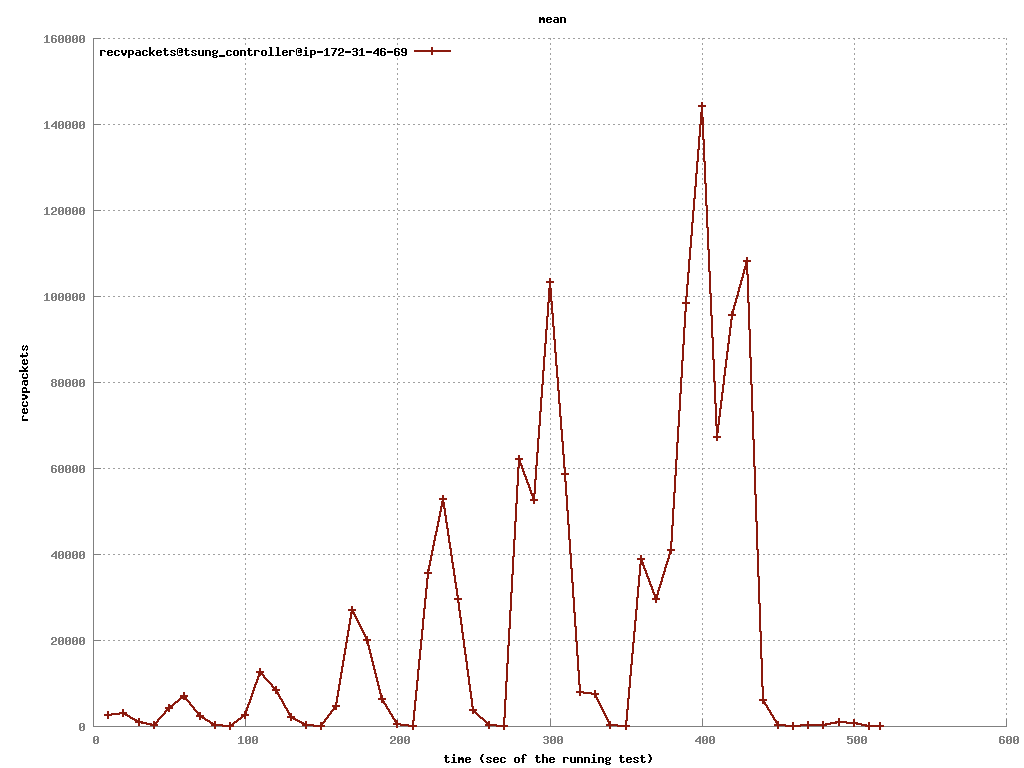 mean
160000
recvpackets@tsung_controller@ip-172-31-46-69
140000
120000
100000
80000
60000
40000
20000
0
recvpackets
0 100 200 300 400 500 600
time (sec of the running test)